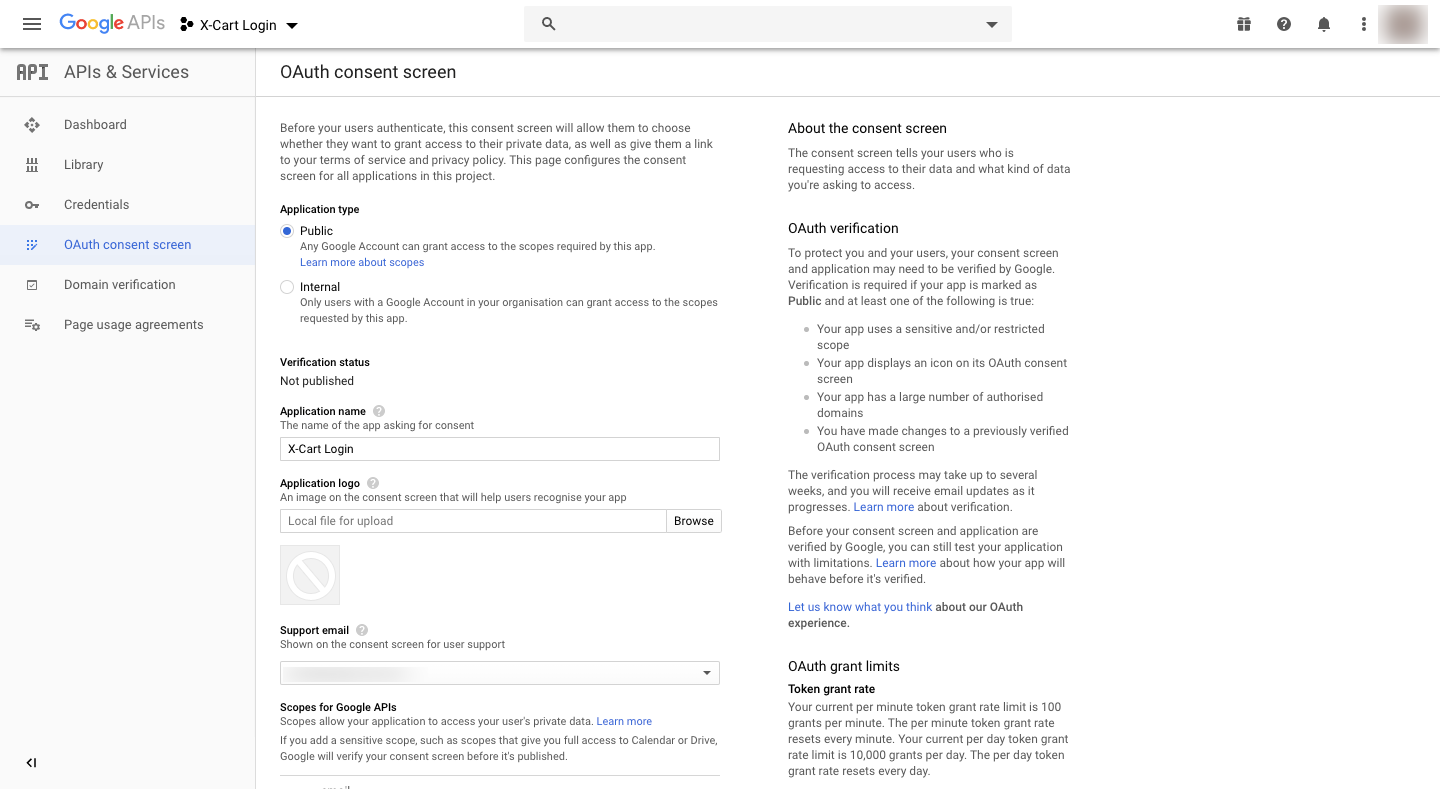 Google APIs
X-Cart Login
API
APIs & Services
OAuth consent screen
Dashboard
Library
Credentials
OAuth consent screen
Domain verification
Page usage agreements
Before your users authenticate, this consent screen will allow them to choose
whether they want to grant access to their private data, as well as give them a link
to your terms of service and privacy policy. This page configures the consent
screen for all applications in this project.
Application type
Public
Any Google Account can grant access to the scopes required by this app.
Learn more about scopes
Internal
Only users with a Google Account in your organisation can grant access to the scopes
requested by this app.
Verification status
Not published
Application name ?
The name of the app asking for consent
X-Cart Login
Application logo ?
An image on the consent screen that will help users recognise your app
Local file for upload
Browse
Support email ?
Shown on the consent screen for user support
Scopes for Google APIs
Scopes allow your application to access your user's private data. Learn more
If you add a sensitive scope, such as scopes that give you full access to Calendar or Drive,
Google will verify your consent screen before it's published.
email
About the consent screen
The consent screen tells your users who is
requesting access to their data and what kind of data
you're asking to access.
OAuth verification
To protect you and your users, your consent screen
and application may need to be verified by Google.
Verification is required if your app is marked as
Public and at least one of the following is true:
Your app uses a sensitive and/or restricted
scope
Your app displays an icon on its OAuth consent
screen
Your app has a large number of authorised
domains
You have made changes to a previously verified
OAuth consent screen
The verification process may take up to several
weeks, and you will receive email updates as it
progresses. Learn more about verification.
Before your consent screen and application are
verified by Google, you can still test your application
with limitations. Learn more about how your app will
behave before it's verified.
Let us know what you think about our OAuth
experience.
OAuth grant limits
Token grant rate
Your current per minute token grant rate limit is 100
grants per minute. The per minute token grant rate
resets every minute. Your current per day token grant
rate limit is 10,000 grants per day. The per day token
grant rate resets every day.